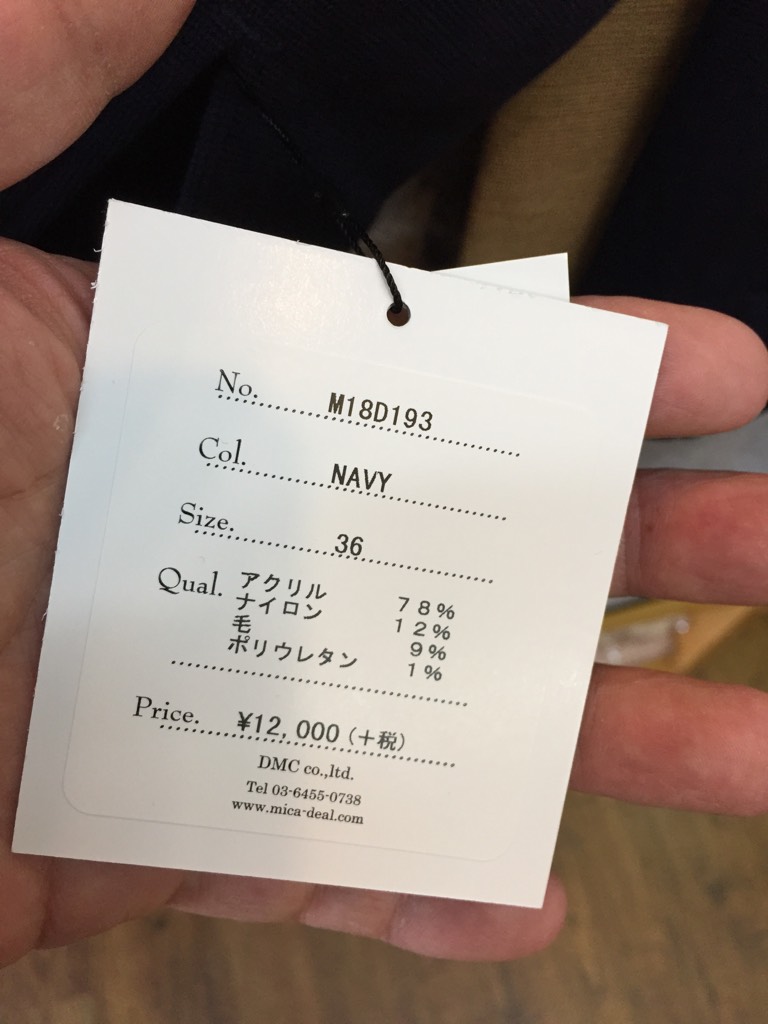 No. M18D193
Col. NAVY
Size. 36
Qual. アクリル 78%
ナイロン 12%
毛 9%
ポリウレタン 1%
Price. ¥12,000(+税)
DMC co.,ltd.
Tel 03-6455-0738
www.mica-deal.com